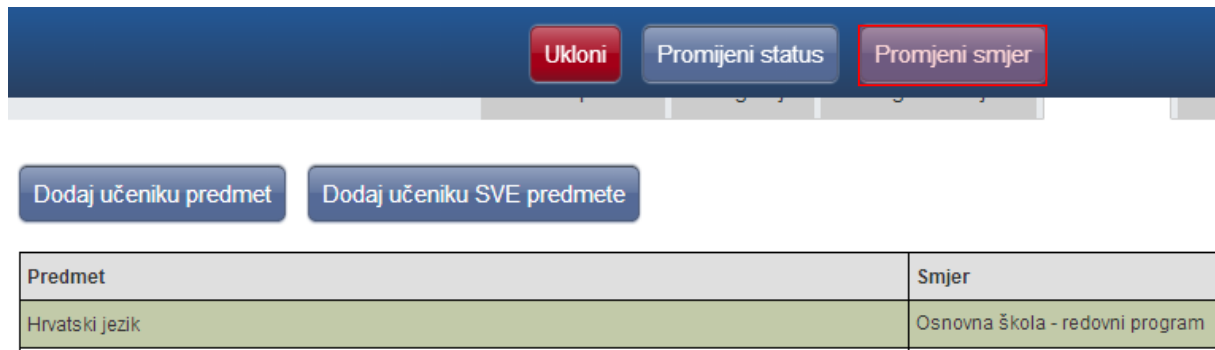 Ukloni Promijeni status Promjeni smjer
Dodaj učeniku predmet Dodaj učeniku SVE predmete
Predmet Smjer
Hrvatski jezik Osnovna škola - redovni program